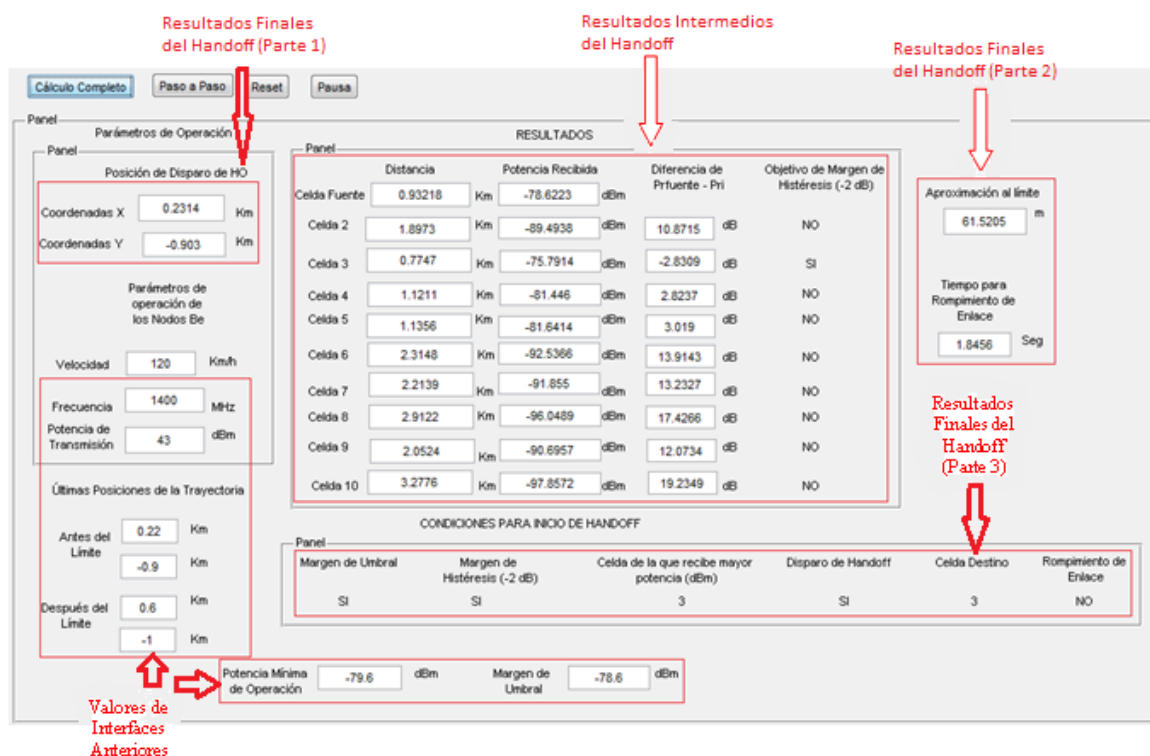 Resultados Finales
del Handoff (Parte 1)
Resultados Intermedios
del Handoff
Resultados Finales
del Handoff (Parte 2)
Cálculo Completo
Paso a Paso
Reset
Pausa
Panel
Parámetros de Operación
RESULTADOS
Panel
Posición de Disparo de HO
Coordenadas X 0.2314 Km
Coordenadas Y -0.903 Km
Parámetros de
operación de
los Nodos Be
Velocidad 120 Km/h
Frecuencia 1400 MHz
Potencia de
Transmisión 43 dBm
Últimas Posiciones de la Trayectoria
Antes del
Límite
0.22 Km
-0.9 Km
Después del
Límite
0.6 Km
-1 Km
Valores de
Interfaces
Anteriores
Panel
Distancia Potencia Recibida Diferencia de
Prfuente - Pri Objetivo de Margen de
Histéresis (-2 dB)
Celda Fuente 0.93218 Km -78.6223 dBm
Celda 2 1.8973 Km -89.4938 dBm 10.8715 dB NO
Celda 3 0.7747 Km -75.7914 dBm -2.8309 dB SI
Celda 4 1.1211 Km -81.446 dBm 2.8237 dB NO
Celda 5 1.1356 Km -81.6414 dBm 3.019 dB NO
Celda 6 2.3148 Km -92.5366 dBm 13.9143 dB NO
Celda 7 2.2139 Km -91.855 dBm 13.2327 dB NO
Celda 8 2.9122 Km -96.0489 dBm 17.4266 dB NO
Celda 9 2.0524 Km -90.6957 dBm 12.0734 dB NO
Celda 10 3.2776 Km -97.8572 dBm 19.2349 dB NO
Aproximación al límite
61.5205 m
Tiempo para
Rompimiento de
Enlace
1.8456 Seg
Resultados
Finales del
Handoff
(Parte 3)
CONDICIONES PARA INICIO DE HANDOFF
Panel
Margen de Umbral Margen de
Histéresis (-2 dB) Celda de la que recibe mayor
potencia (dBm) Disparo de Handoff Celda Destino Rompimiento de
Enlace
SI SI 3 SI 3 NO
Potencia Mínima
de Operación -79.6 dBm
Margen de
Umbral -78.6 dBm